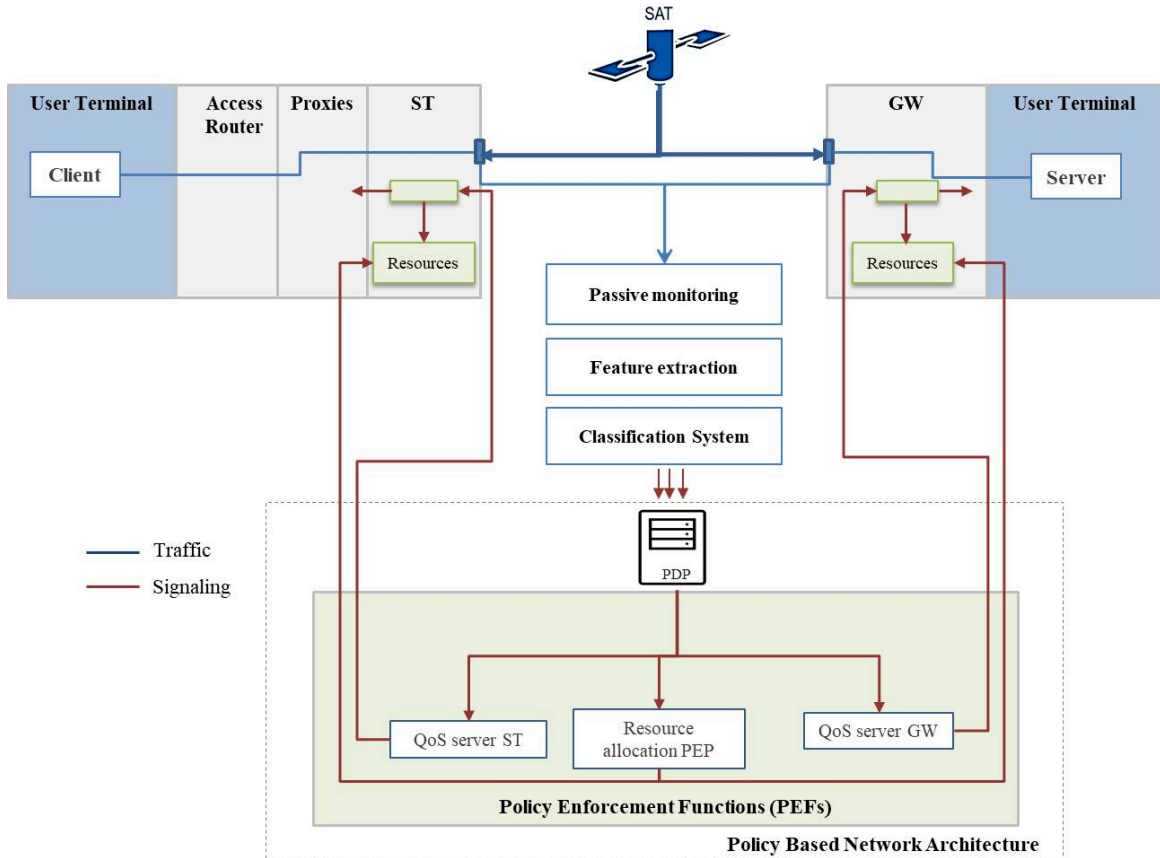 SAT
User Terminal
Access
Router
Proxies
ST
GW
User Terminal
Client
Server
Resources
Resources
Passive monitoring
Feature extraction
Classification System
PDP
Traffic
Signaling
QoS server ST
Resource
allocation PEP
QoS server GW
Policy Enforcement Functions (PEFs)
Policy Based Network Architecture